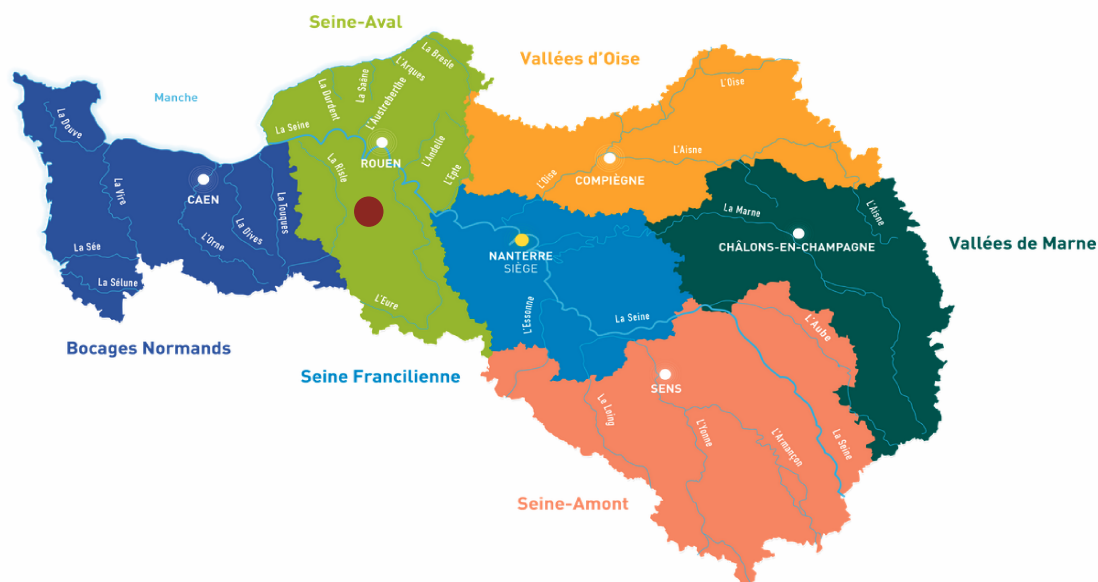 Seine-Aval
Vallées d'Oise
La Bresle
L'Arques
La Saâne
La Durdent
L'Austreberthe
L'Oise
Manche
La Douve
La Seine
ROUEN
L'Andelle
L'Aisne
La Risle
L'Epte
L'Oise
COMPIÈGNE
CAEN
La Vire
La Touques
La Dives
L'Orne
La Marne
L'Aisne
La Sée
La Sélune
NANTERRE
SIÈGE
CHÂLONS-EN-CHAMPAGNE
Vallées de Marne
L'Eure
L'Essonne
La Seine
L'Aube
Bocages Normands
Seine Francilienne
SENS
Le Loing
L'Yonne
L'Armançon
La Seine
Seine-Amont